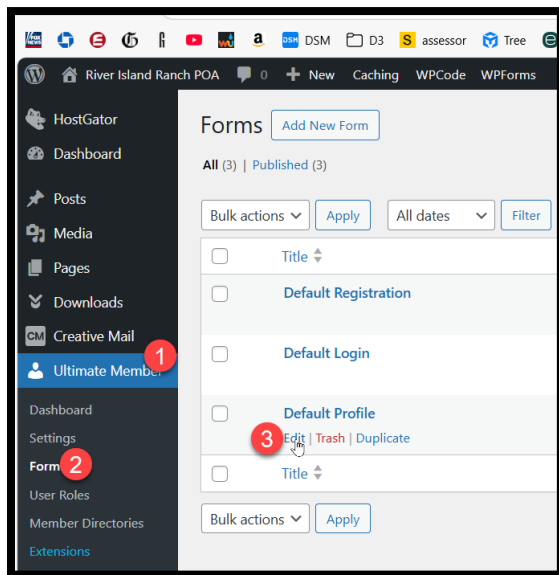 DSM DSM D3 S assessor Tree
River Island Ranch POA 0 + New Caching WPCode WPForms
HostGator
Dashboard
Posts
Media
Pages
Downloads
CM Creative Mail
Ultimate Member 1
Dashboard
Settings
Form 2
User Roles
Member Directories
Extensions
Forms Add New Form
All (3) | Published (3)
Bulk actions Apply All dates Filter
Title
Default Registration
Default Login
Default Profile
3 Edit | Trash | Duplicate
Title
Bulk actions Apply